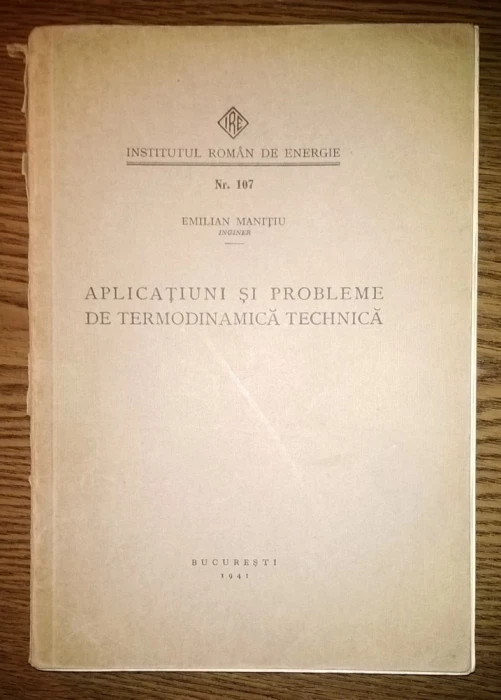 IRE
INSTITUTUL ROMÂN DE ENERGIE
Nr. 107
EMILIAN MANIȚIU
INGINER
APLICAȚIUNI ȘI PROBLEME
DE TERMODINAMICĂ TECHNICĂ
BUCUREȘTI
1941